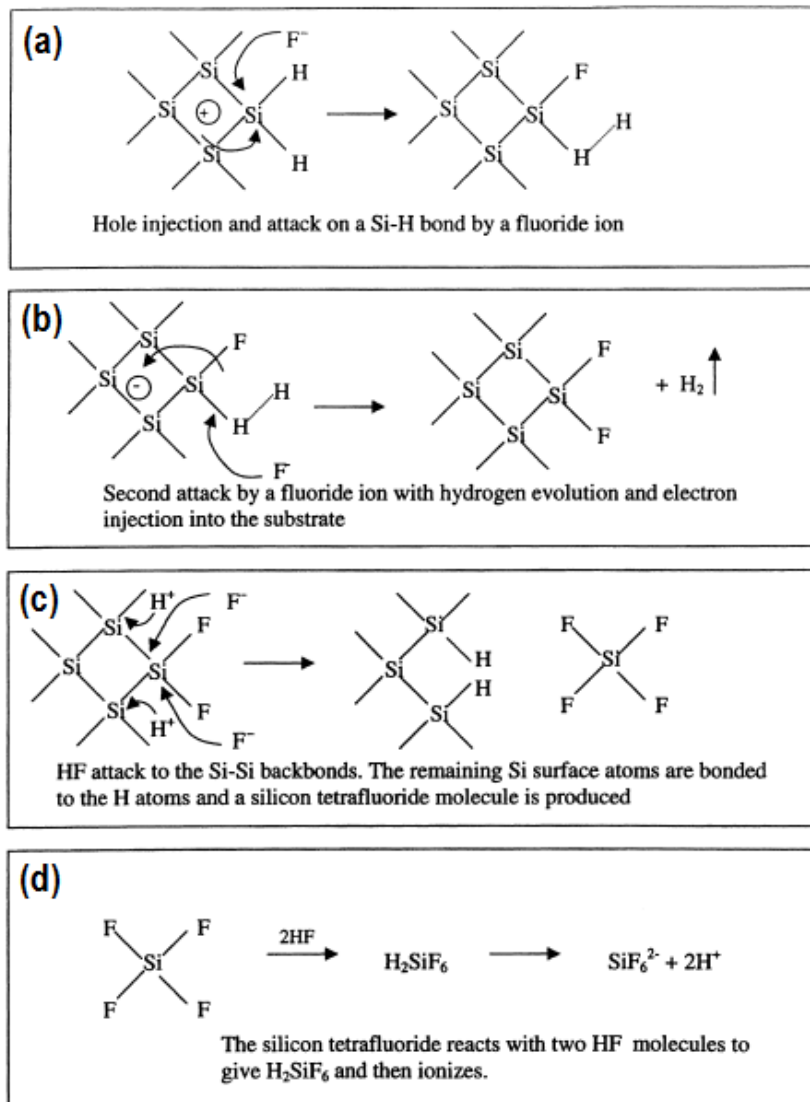 (a)
F⁻
Si H
Si + Si
Si H
Si F
Si Si H
Si H
Hole injection and attack on a Si-H bond by a fluoride ion
(b)
Si F
Si - Si H
Si H
F⁻
Si F
Si Si + H₂
Si F
Second attack by a fluoride ion with hydrogen evolution and electron
injection into the substrate
(c)
H⁺ F⁻
Si F
Si Si
Si F
H⁺ F⁻
Si
H
Si H
Si
F F
Si
F F
HF attack to the Si-Si backbonds. The remaining Si surface atoms are bonded
to the H atoms and a silicon tetrafluoride molecule is produced
(d)
F F
Si
F F
2HF
H₂SiF₆
SiF₆²⁻ + 2H⁺
The silicon tetrafluoride reacts with two HF molecules to
give H₂SiF₆ and then ionizes.